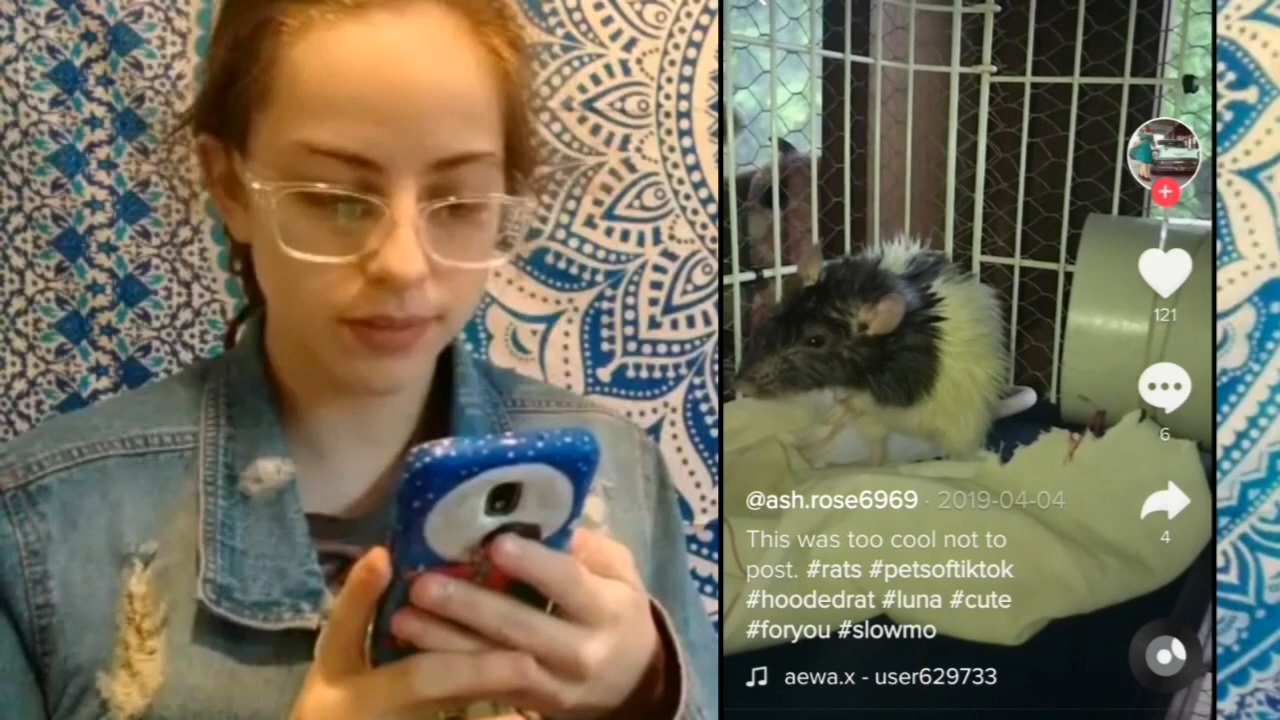 121
6
4
@ash.rose6969 · 2019-04-04
This was too cool not to
post. #rats #petsoftiktok
#hoodedrat #luna #cute
#foryou #slowmo
aewa.x - user629733